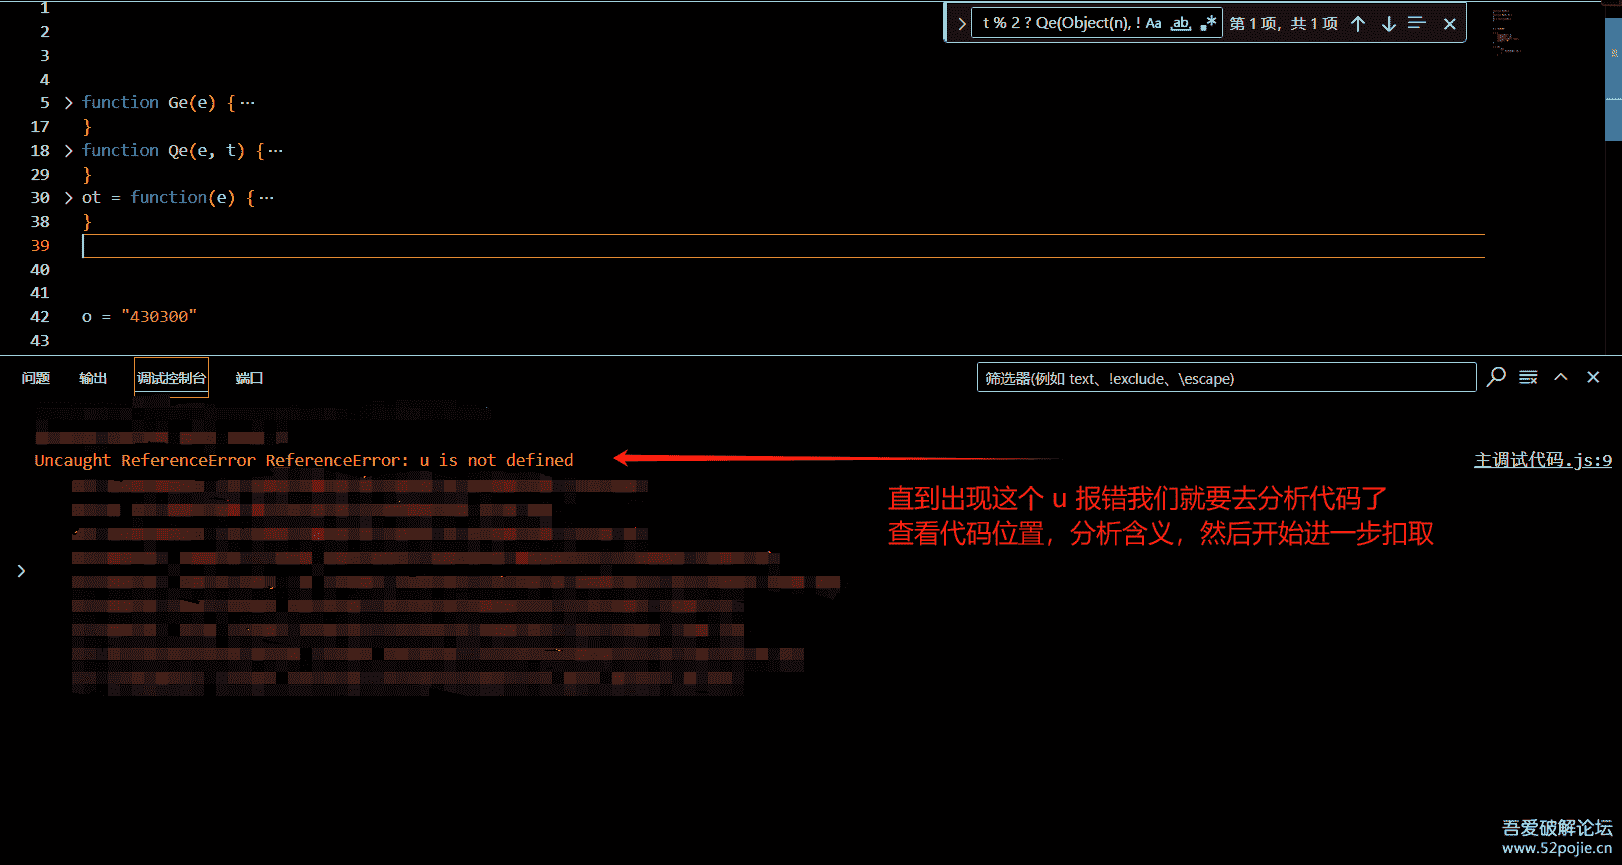 1
t % 2 ? Qe(Object(n), ! Aa ab 第 1 项，共 1 项
2
3
4
5 function Ge(e) {…
17 }
18 function Qe(e, t) {…
29 }
30 ot = function(e) {…
38 }
39
40
41
42 o = "430300"
43
问题 输出 调试控制台 端口 筛选器(例如 text、!exclude、\escape)
Uncaught ReferenceError ReferenceError: u is not defined 主调试代码.js:9
直到出现这个 u 报错我们就要去分析代码了
查看代码位置，分析含义，然后开始进一步扣取
吾爱破解论坛
www.52pojie.cn